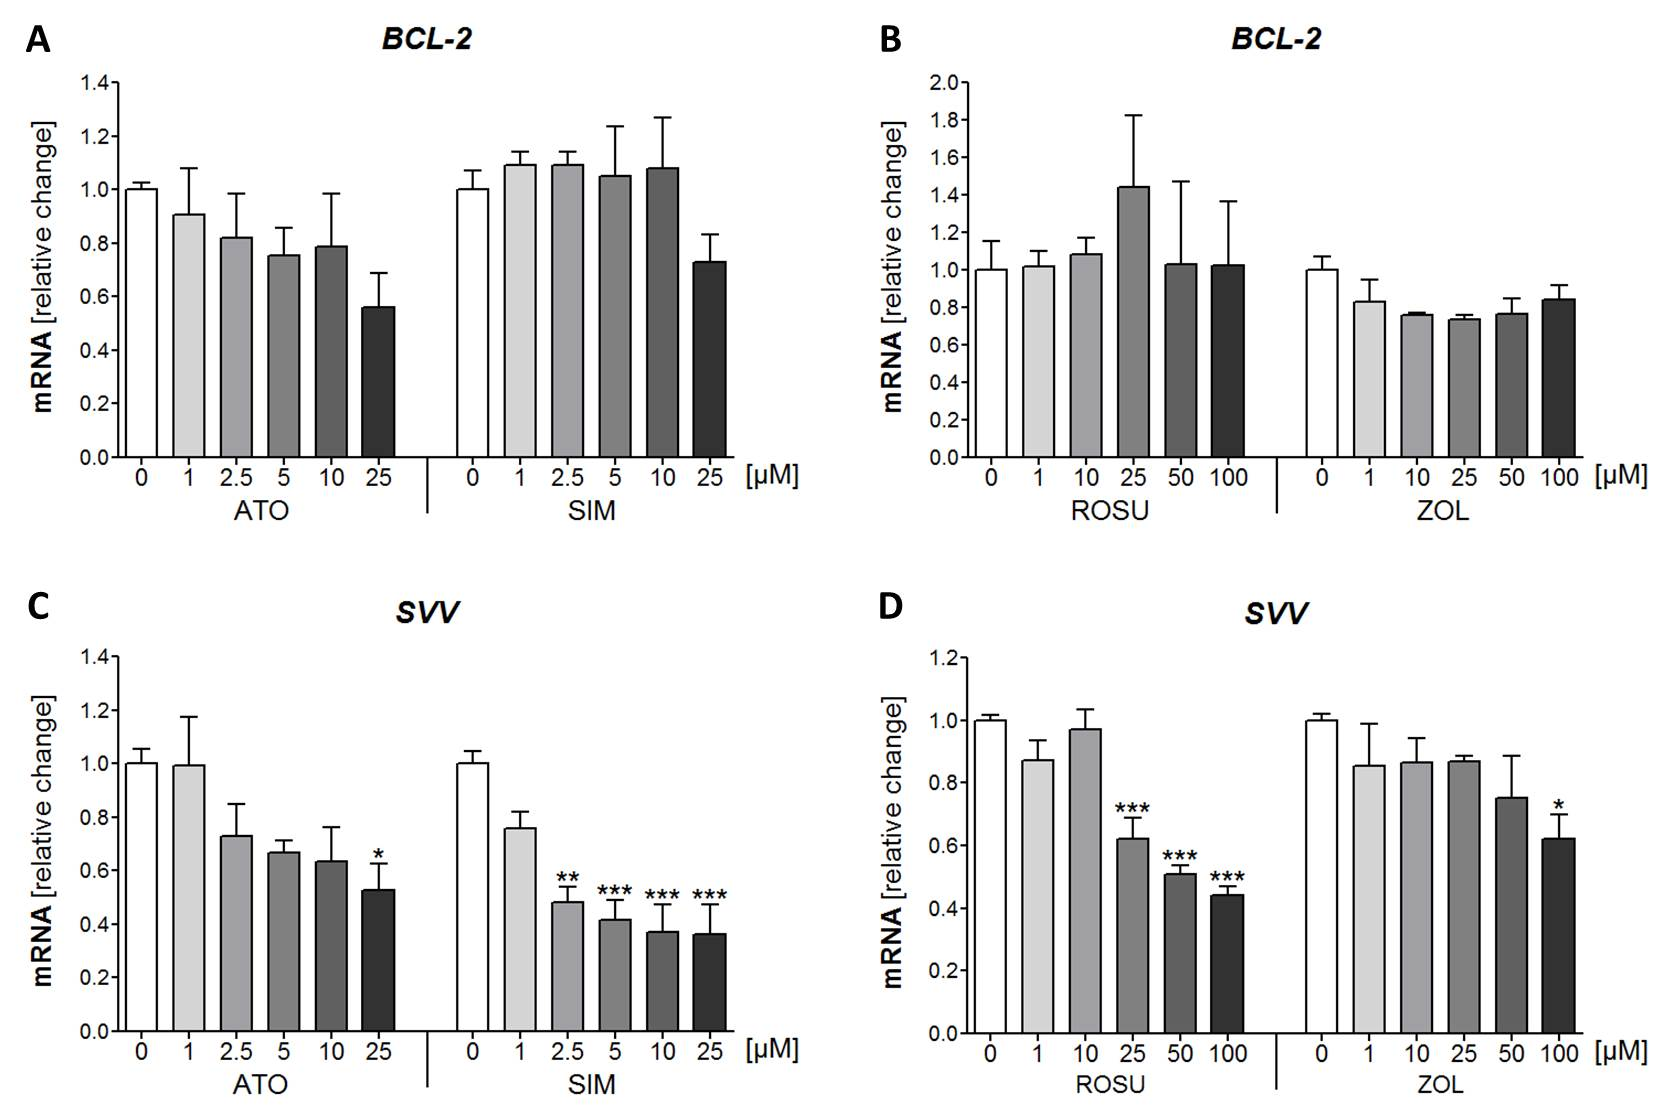 A
BCL-2
mRNA [relative change]
1.4
1.2
1.0
0.8
0.6
0.4
0.2
0.0
0 1 2.5 5 10 25 0 1 2.5 5 10 25 [µM]
ATO SIM
B
BCL-2
mRNA [relative change]
2.0
1.8
1.6
1.4
1.2
1.0
0.8
0.6
0.4
0.2
0.0
0 1 10 25 50 100 0 1 10 25 50 100 [µM]
ROSU ZOL
C
SVV
mRNA [relative change]
1.4
1.2
1.0
0.8
0.6
0.4
0.2
0.0
* ** *** *** ***
0 1 2.5 5 10 25 0 1 2.5 5 10 25 [µM]
ATO SIM
D
SVV
mRNA [relative change]
1.2
1.0
0.8
0.6
0.4
0.2
0.0
*** *** *** *
0 1 10 25 50 100 0 1 10 25 50 100 [µM]
ROSU ZOL